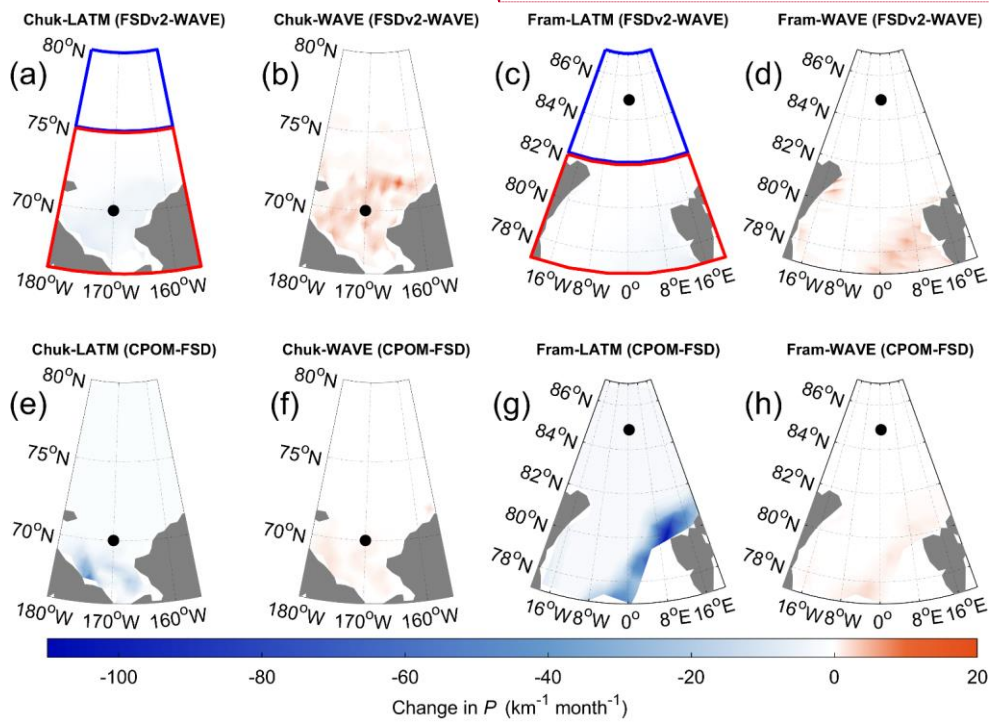 Chuk-LATM (FSDv2-WAVE) Chuk-WAVE (FSDv2-WAVE) Fram-LATM (FSDv2-WAVE) Fram-WAVE (FSDv2-WAVE)
(a) (b) (c) (d)
80°N 80°N 86°N 86°N
75°N 75°N 84°N 84°N
70°N 70°N 82°N 82°N
80°N 80°N
78°N 78°N
180°W 170°W 160°W 180°W 170°W 160°W 16°W 8°W 0° 8°E 16°E 16°W 8°W 0° 8°E 16°E
Chuk-LATM (CPOM-FSD) Chuk-WAVE (CPOM-FSD) Fram-LATM (CPOM-FSD) Fram-WAVE (CPOM-FSD)
(e) (f) (g) (h)
80°N 80°N 86°N 86°N
75°N 75°N 84°N 84°N
70°N 70°N 82°N 82°N
80°N 80°N
78°N 78°N
180°W 170°W 160°W 180°W 170°W 160°W 16°W 8°W 0° 8°E 16°E 16°W 8°W 0° 8°E 16°E
-100 -80 -60 -40 -20 0 20
Change in P (km⁻¹ month⁻¹)